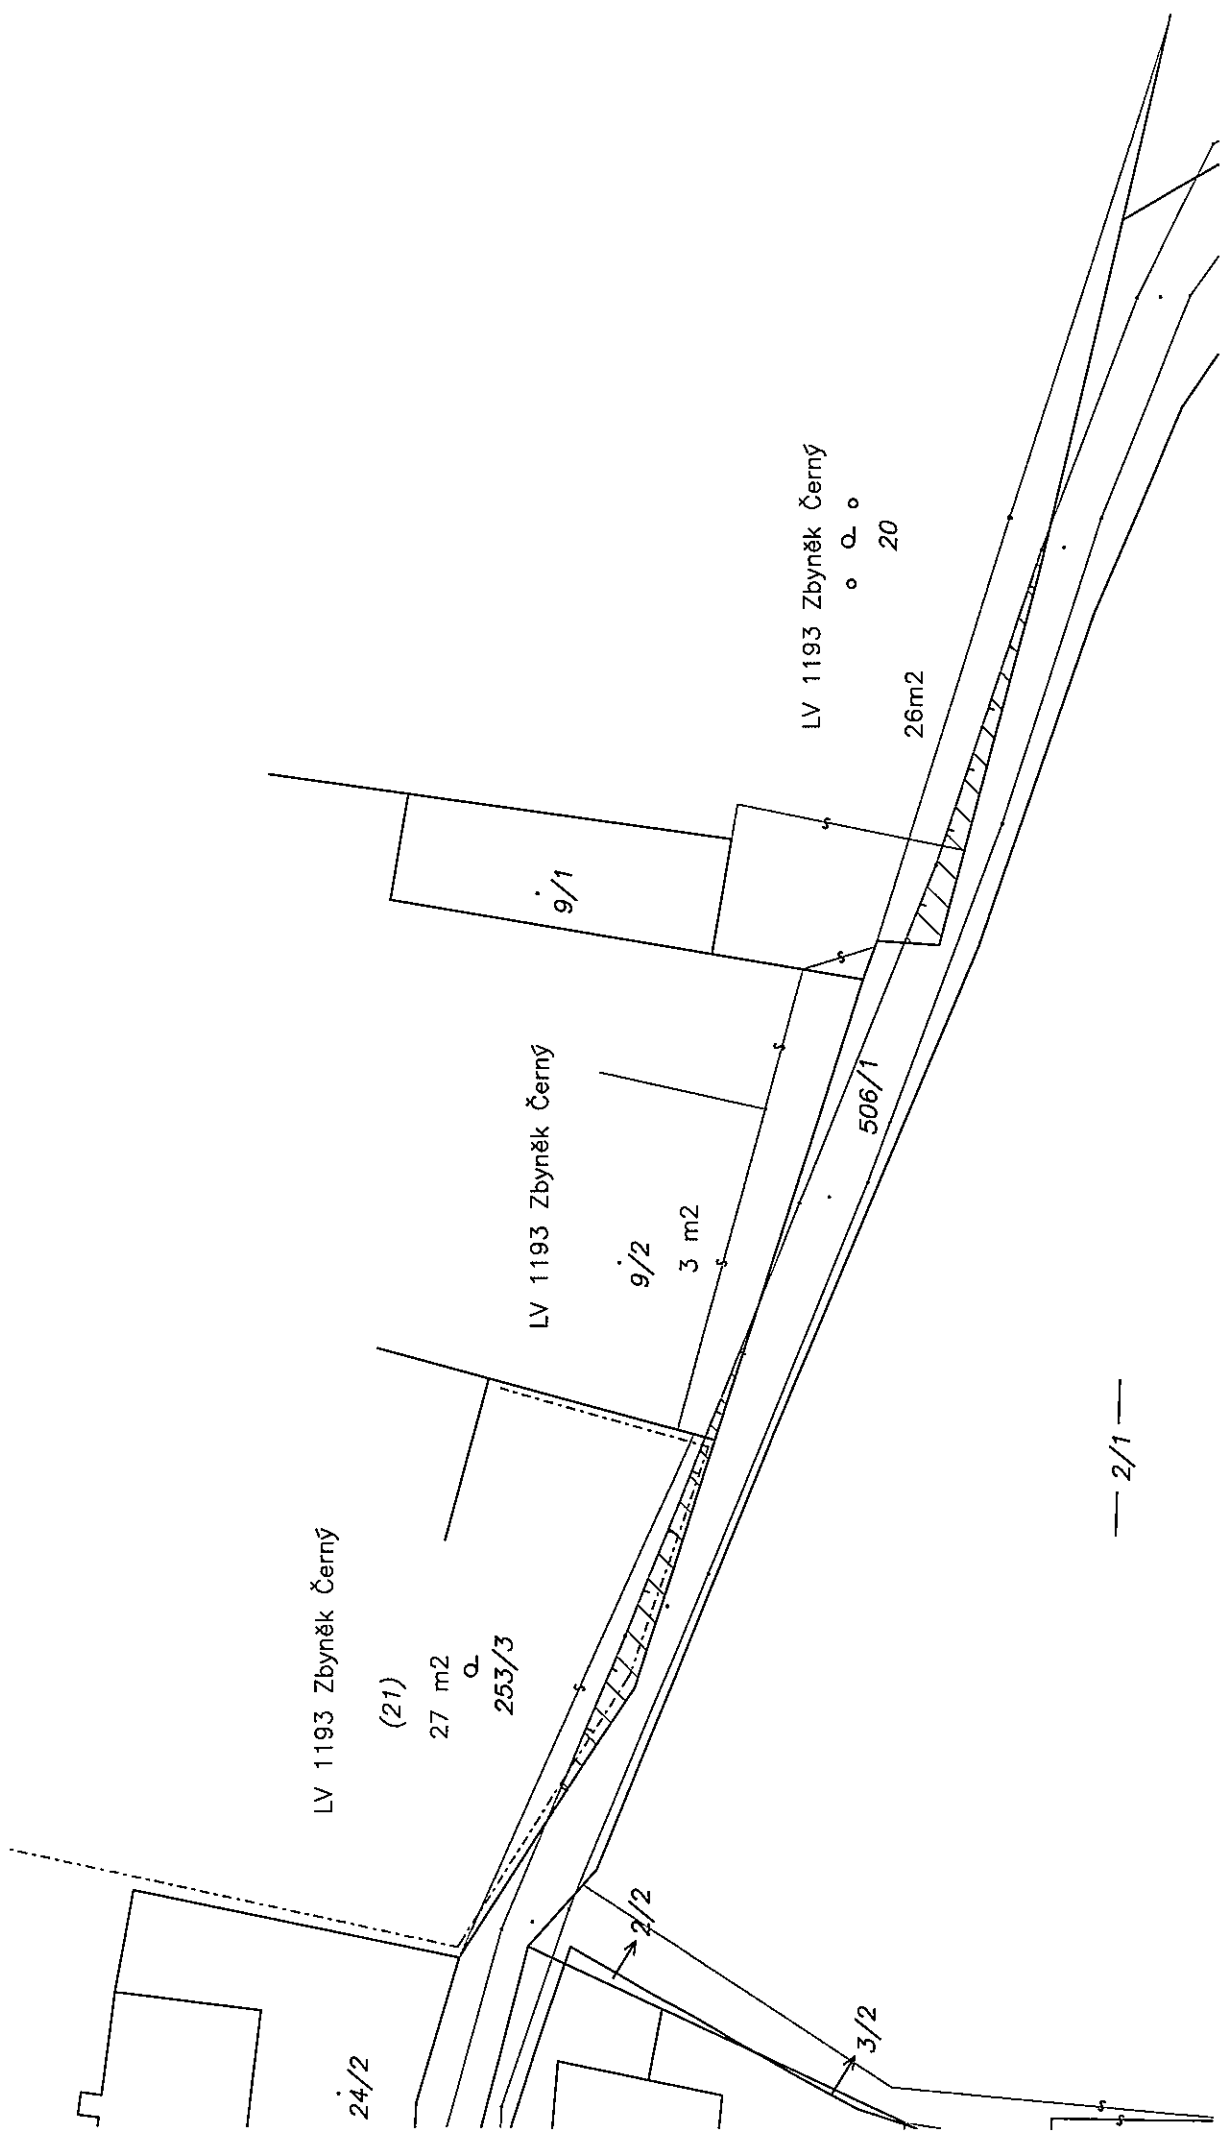 LV 1193 Zbyněk Černý
20
26m2
9/1
LV 1193 Zbyněk Černý
9/2
3 m2
506/1
LV 1193 Zbyněk Černý
(21)
27 m2
253/3
2/1
2/2
3/2
24/2